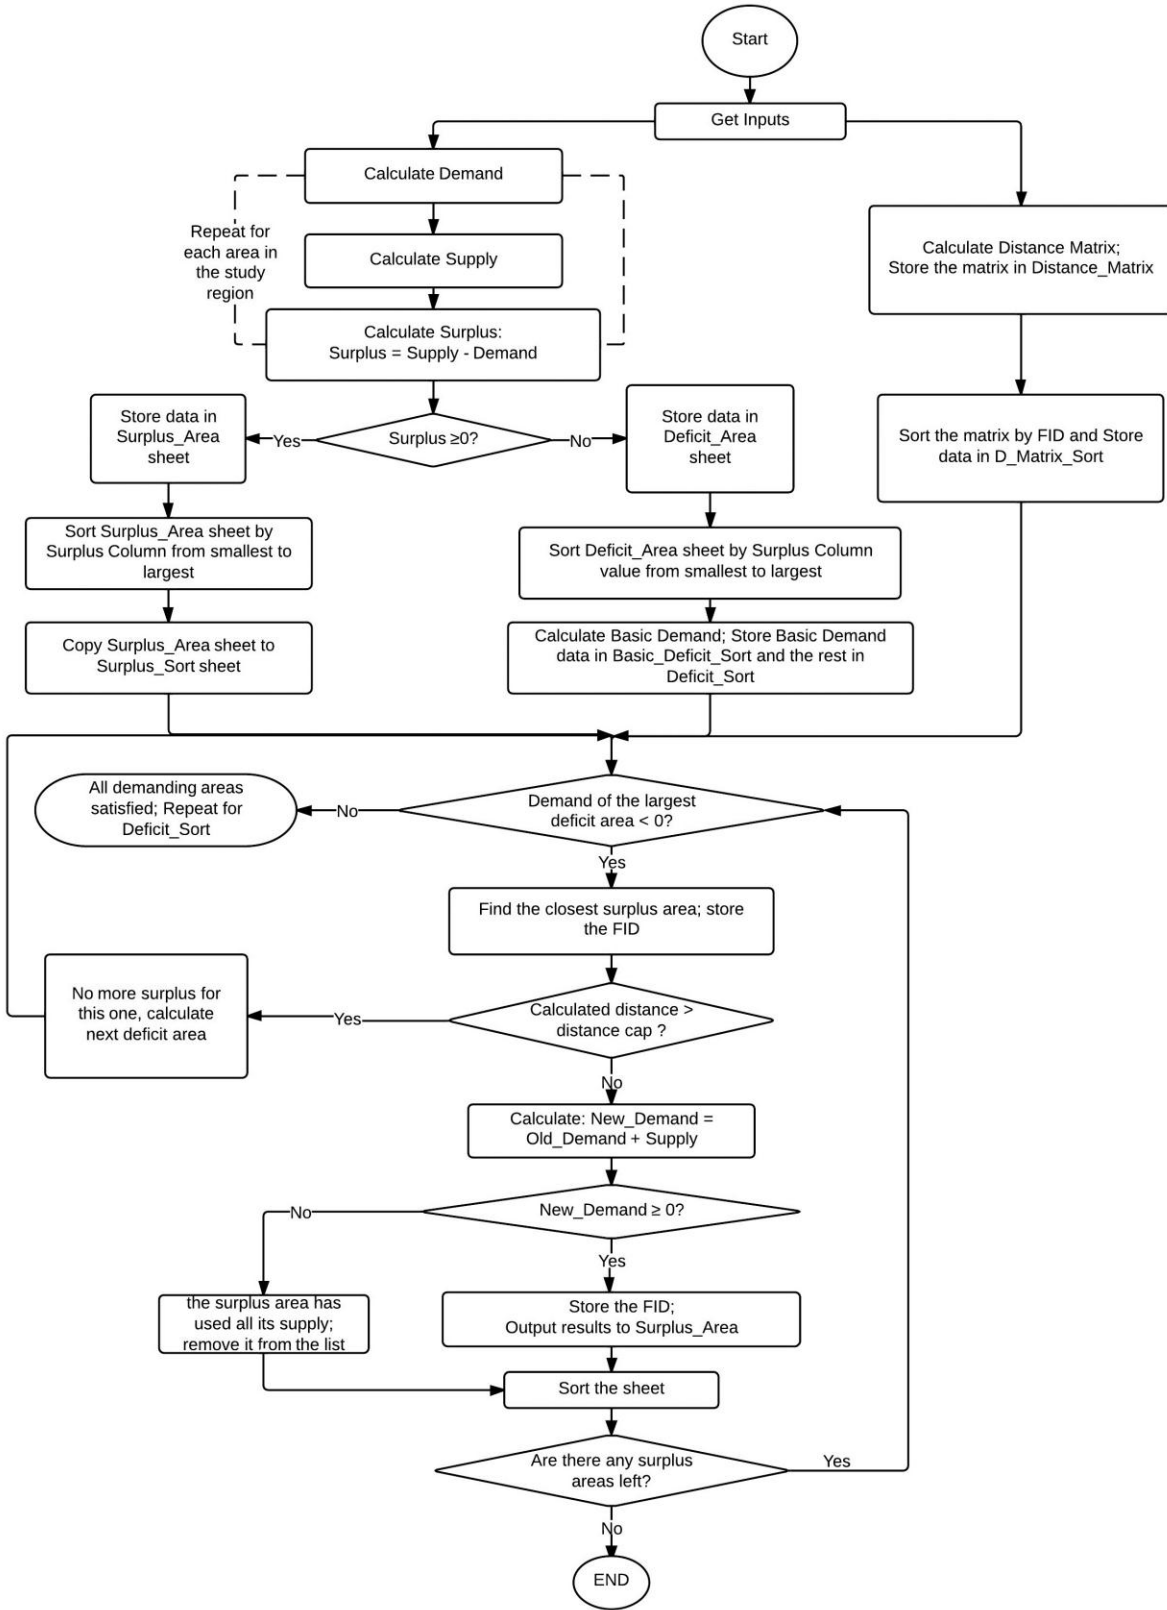 Start
Get Inputs
Calculate Demand
Repeat for
each area in
the study
region
Calculate Supply
Calculate Distance Matrix;
Store the matrix in Distance_Matrix
Calculate Surplus:
Surplus = Supply - Demand
Store data in
Surplus_Area
sheet
Yes
Surplus ≥0?
No
Store data in
Deficit_Area
sheet
Sort the matrix by FID and Store
data in D_Matrix_Sort
Sort Surplus_Area sheet by
Surplus Column from smallest to
largest
Sort Deficit_Area sheet by Surplus Column
value from smallest to largest
Copy Surplus_Area sheet to
Surplus_Sort sheet
Calculate Basic Demand; Store Basic Demand
data in Basic_Deficit_Sort and the rest in
Deficit_Sort
All demanding areas
satisfied; Repeat for
Deficit_Sort
No
Demand of the largest
deficit area < 0?
Yes
Find the closest surplus area; store
the FID
No more surplus for
this one, calculate
next deficit area
Yes
Calculated distance >
distance cap ?
No
Calculate: New_Demand =
Old_Demand + Supply
No
New_Demand ≥ 0?
Yes
the surplus area has
used all its supply;
remove it from the list
Store the FID;
Output results to Surplus_Area
Sort the sheet
Are there any surplus
areas left?
Yes
No
END